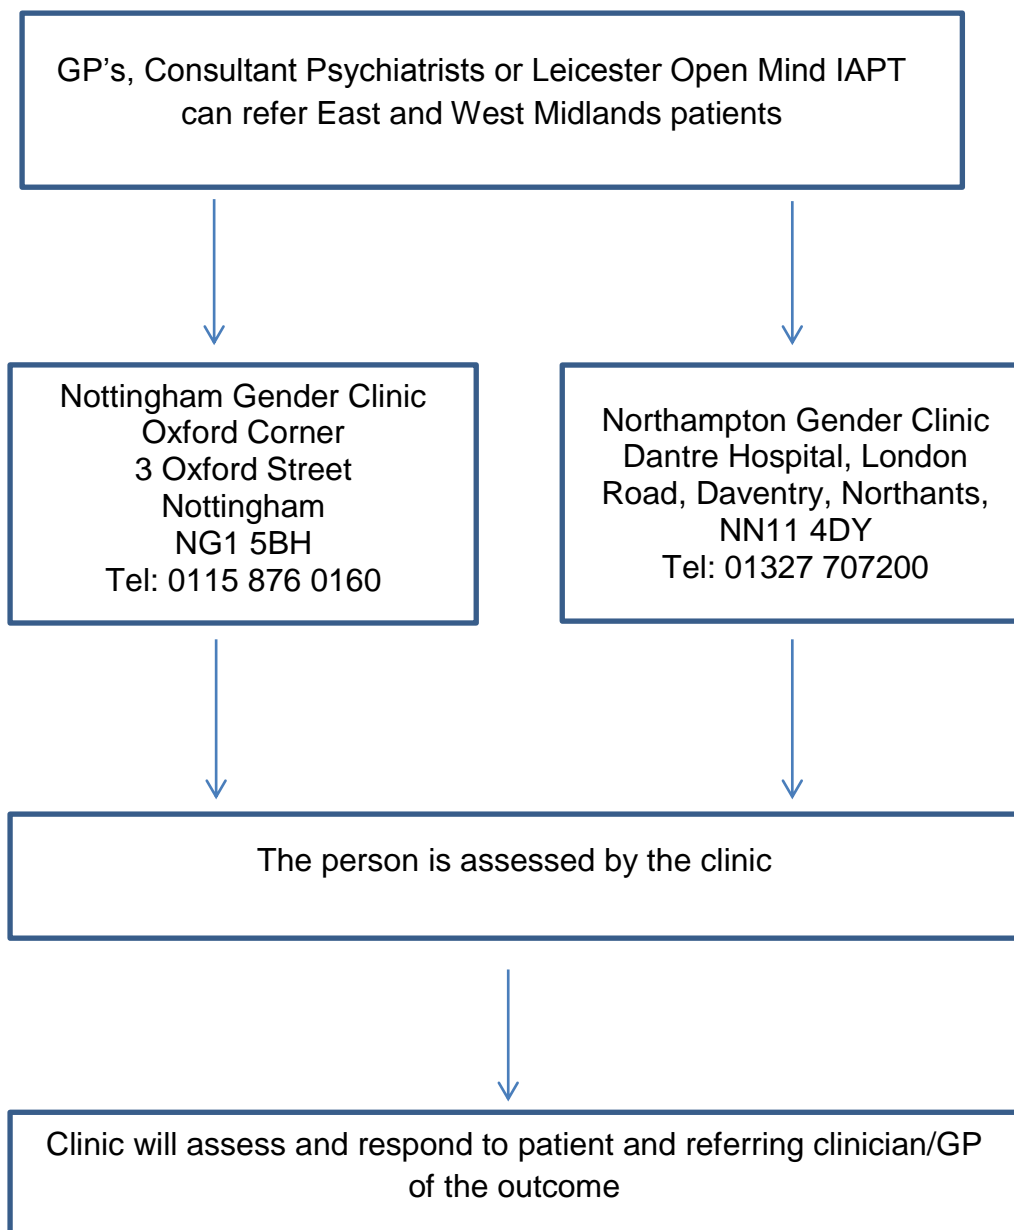 GP’s, Consultant Psychiatrists or Leicester Open Mind IAPT
can refer East and West Midlands patients
Nottingham Gender Clinic
Oxford Corner
3 Oxford Street
Nottingham
NG1 5BH
Tel: 0115 876 0160
Northampton Gender Clinic
Dantre Hospital, London
Road, Daventry, Northants,
NN11 4DY
Tel: 01327 707200
The person is assessed by the clinic
Clinic will assess and respond to patient and referring clinician/GP
of the outcome